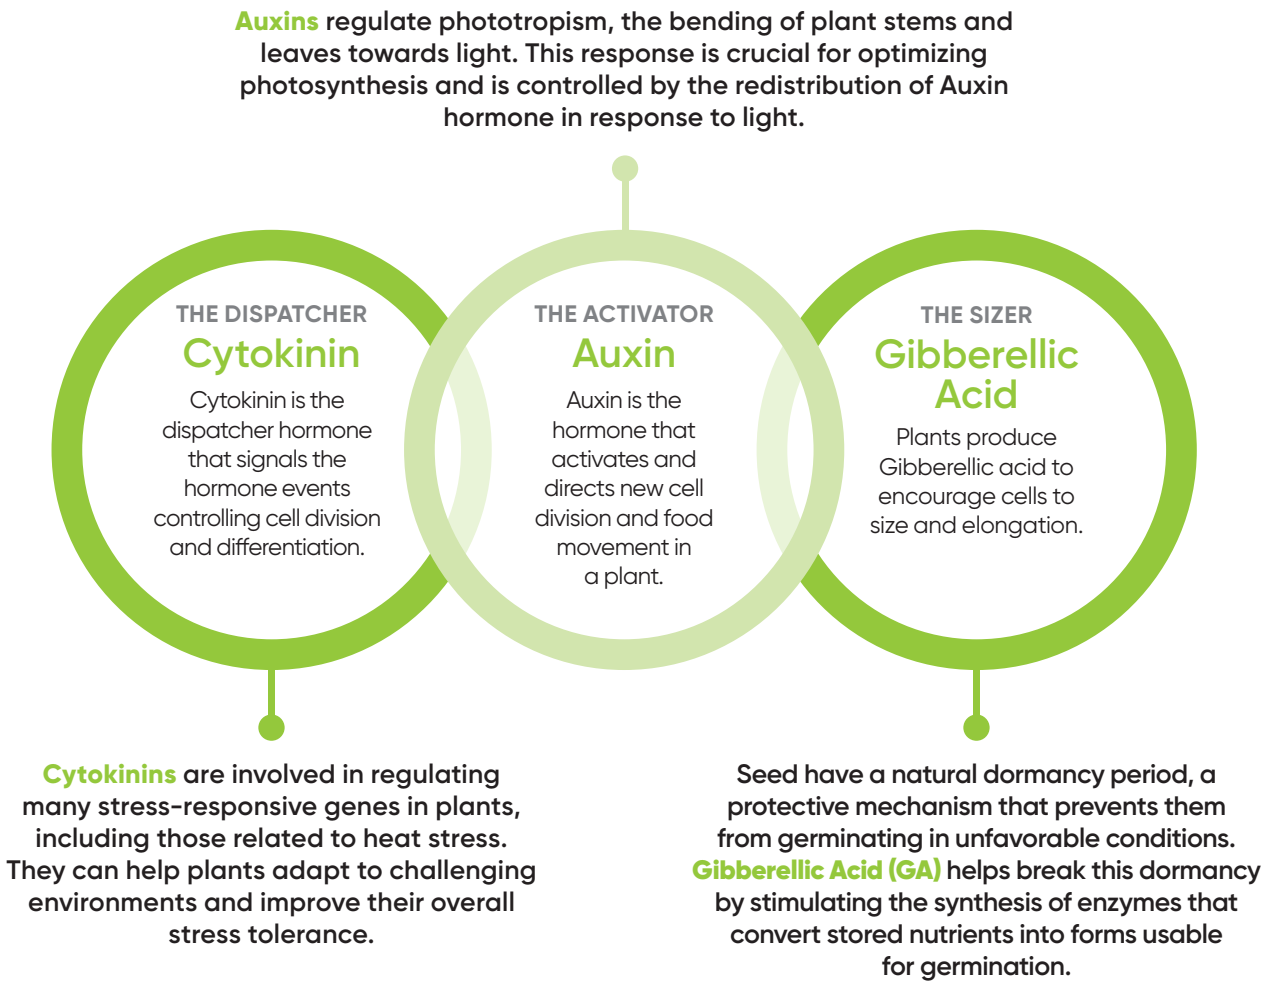 Auxins regulate phototropism, the bending of plant stems and
leaves towards light. This response is crucial for optimizing
photosynthesis and is controlled by the redistribution of Auxin
hormone in response to light.
THE DISPATCHER
Cytokinin
Cytokinin is the
dispatcher hormone
that signals the
hormone events
controlling cell division
and differentiation.
THE ACTIVATOR
Auxin
Auxin is the
hormone that
activates and
directs new cell
division and food
movement in
a plant.
THE SIZER
Gibberellic
Acid
Plants produce
Gibberellic acid to
encourage cells to
size and elongation.
Cytokinins are involved in regulating
many stress-responsive genes in plants,
including those related to heat stress.
They can help plants adapt to challenging
environments and improve their overall
stress tolerance.
Seed have a natural dormancy period, a
protective mechanism that prevents them
from germinating in unfavorable conditions.
Gibberellic Acid (GA) helps break this dormancy
by stimulating the synthesis of enzymes that
convert stored nutrients into forms usable
for germination.